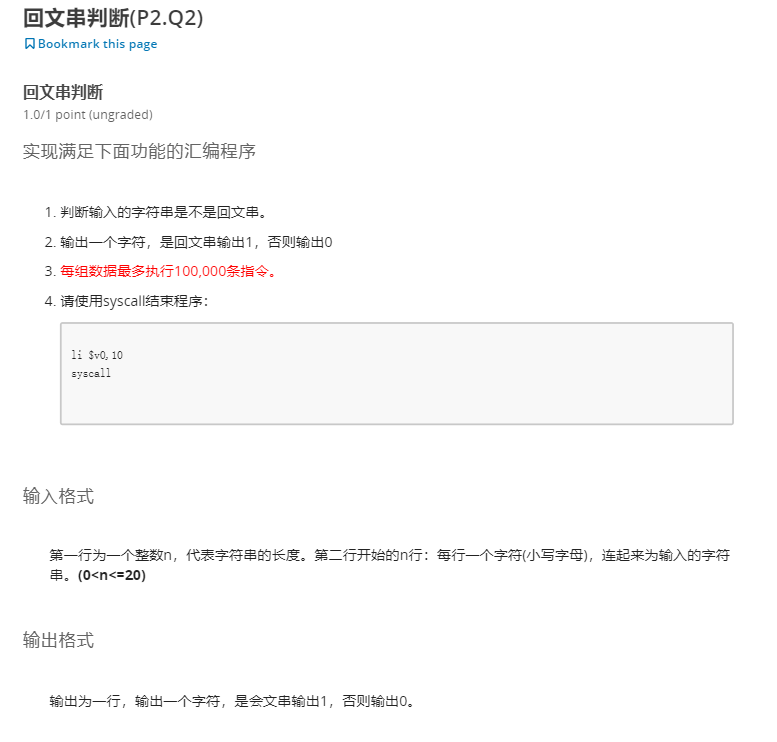 回文串判断(P2.Q2)
Bookmark this page
回文串判断
1.0/1 point (ungraded)
实现满足下面功能的汇编程序
1. 判断输入的字符串是不是回文串。
2. 输出一个字符，是回文串输出1，否则输出0
3. 每组数据最多执行100,000条指令。
4. 请使用syscall结束程序：
li $v0,10
syscall
输入格式
第一行为一个整数n，代表字符串的长度。第二行开始的n行：每行一个字符(小写字母)，连起来为输入的字符
串。(0<n<=20)
输出格式
输出为一行，输出一个字符，是会文串输出1，否则输出0。